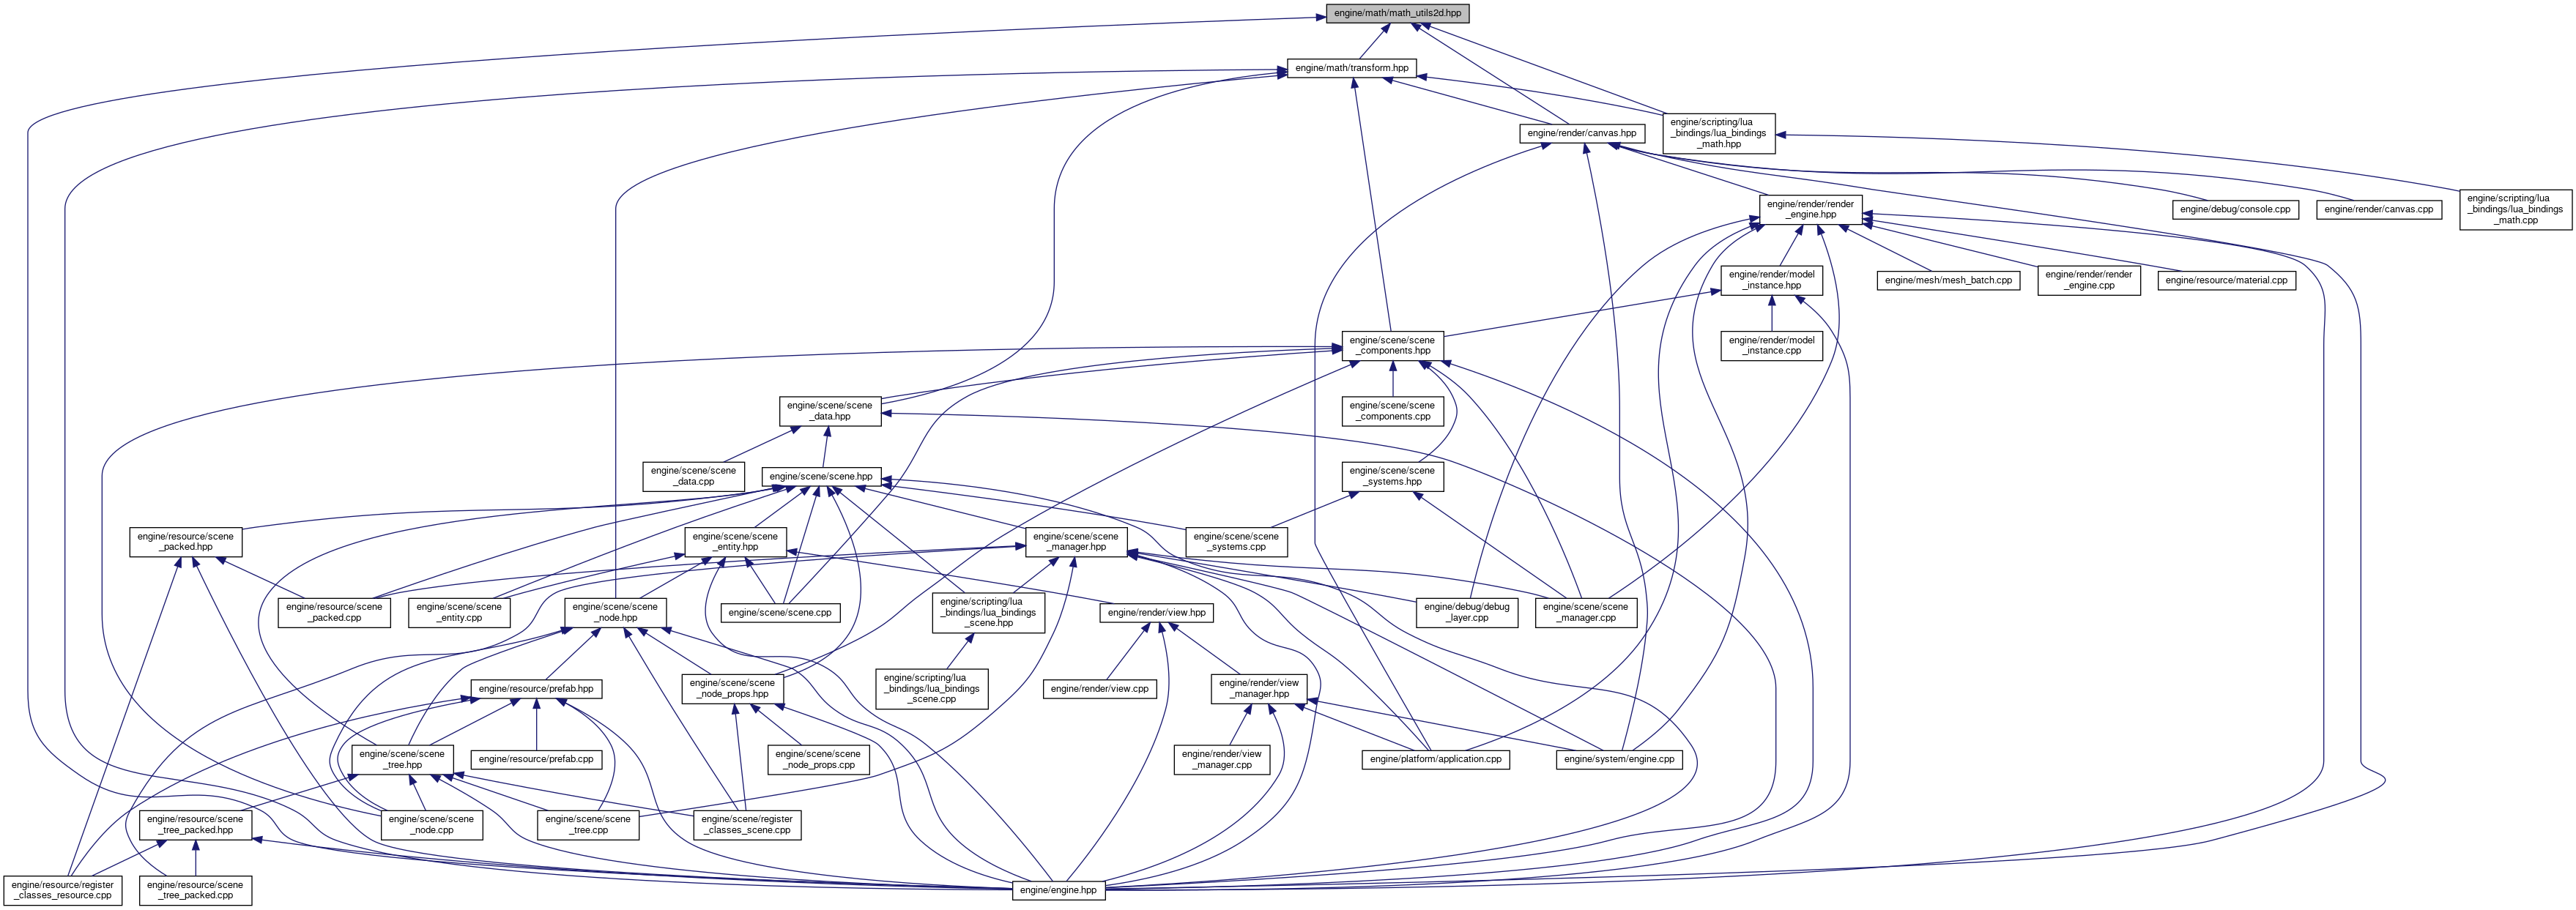 engine/math/math_utils2d.hpp
engine/math/transform.hpp
engine/render/canvas.hpp
engine/scripting/lua
_bindings/lua_bindings
_math.hpp
engine/render/render
_engine.hpp
engine/debug/console.cpp
engine/render/canvas.cpp
engine/scripting/lua
_bindings/lua_bindings
_math.cpp
engine/render/model
_instance.hpp
engine/mesh/mesh_batch.cpp
engine/render/render
_engine.cpp
engine/resource/material.cpp
engine/scene/scene
_components.hpp
engine/render/model
_instance.cpp
engine/scene/scene
_data.hpp
engine/scene/scene
_components.cpp
engine/scene/scene
_data.cpp
engine/scene/scene.hpp
engine/scene/scene
_systems.hpp
engine/resource/scene
_packed.hpp
engine/scene/scene
_entity.hpp
engine/scene/scene
_manager.hpp
engine/scene/scene
_systems.cpp
engine/resource/scene
_packed.cpp
engine/scene/scene
_entity.cpp
engine/scene/scene
_node.hpp
engine/scene/scene.cpp
engine/scripting/lua
_bindings/lua_bindings
_scene.hpp
engine/render/view.hpp
engine/debug/debug
_layer.cpp
engine/scene/scene
_manager.cpp
engine/resource/prefab.hpp
engine/scene/scene
_node_props.hpp
engine/scripting/lua
_bindings/lua_bindings
_scene.cpp
engine/render/view.cpp
engine/render/view
_manager.hpp
engine/scene/scene
_tree.hpp
engine/resource/prefab.cpp
engine/scene/scene
_node_props.cpp
engine/render/view
_manager.cpp
engine/platform/application.cpp
engine/system/engine.cpp
engine/resource/scene
_tree_packed.hpp
engine/scene/scene
_node.cpp
engine/scene/scene
_tree.cpp
engine/scene/register
_classes_scene.cpp
engine/resource/register
_classes_resource.cpp
engine/resource/scene
_tree_packed.cpp
engine/engine.hpp